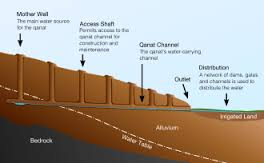 Mother Well
The main water source
for the qanat
Access Shaft
Permits access to the
qanat channel for
construction and
maintenance
Qanat Channel
The qanat's water-carrying
channel
Distribution
A network of dams, gates
and channels is used to
distribute the water
Outlet
Irrigated Land
Alluvium
Water Table
Bedrock